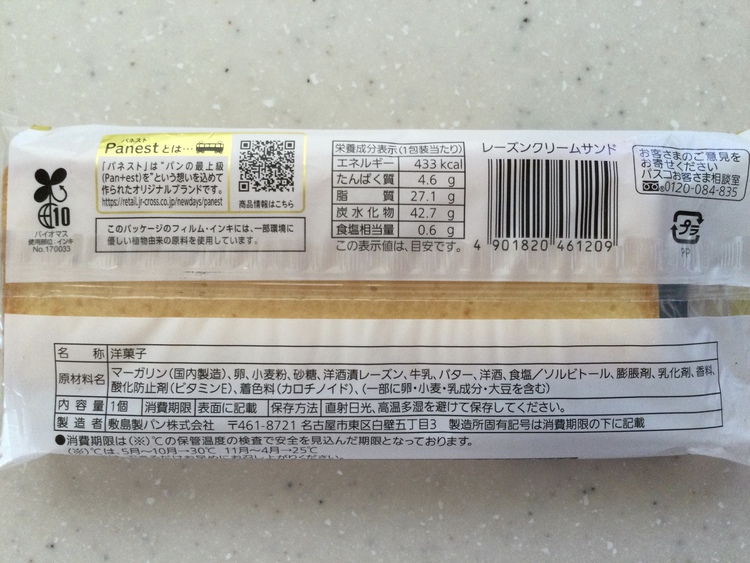 パネスト
Panestとは…
「パネスト」は“パンの最上級
(Pan+est)を”という想いを込めて
作られたオリジナルブランドです。
https://retail.jr-cross.co.jp/newdays/panest
商品情報はこちら
10
バイオマス
使用部位:インキ
No.170033
このパッケージのフィルム・インキには、一部環境に
優しい植物由来の原料を使用しています。
栄養成分表示(1包装当たり)
エネルギー 433 kcal
たんぱく質 4.6 g
脂質 27.1 g
炭水化物 42.7 g
食塩相当量 0.6 g
この表示値は、目安です。
レーズンクリームサンド
4 901820 461209
お客さまのご意見を
お寄せください
パスコお客さま相談室
0120-084-835
プラ
PP
名称 洋菓子
原材料名 マーガリン(国内製造)、卵、小麦粉、砂糖、洋酒漬レーズン、牛乳、バター、洋酒、食塩/ソルビトール、膨脹剤、乳化剤、香料、
酸化防止剤(ビタミンE)、着色料(カロチノイド)、(一部に卵・小麦・乳成分・大豆を含む)
内容量 1個 消費期限 表面に記載 保存方法 直射日光、高温多湿を避けて保存してください。
製造者 敷島製パン株式会社 〒461-8721 名古屋市東区白壁五丁目3 製造所固有記号は消費期限の下に記載
●消費期限は(※)℃の保管温度の検査で安全を見込んだ期限となっております。
(※)℃は、5月~10月→30℃ 11月~4月→25℃